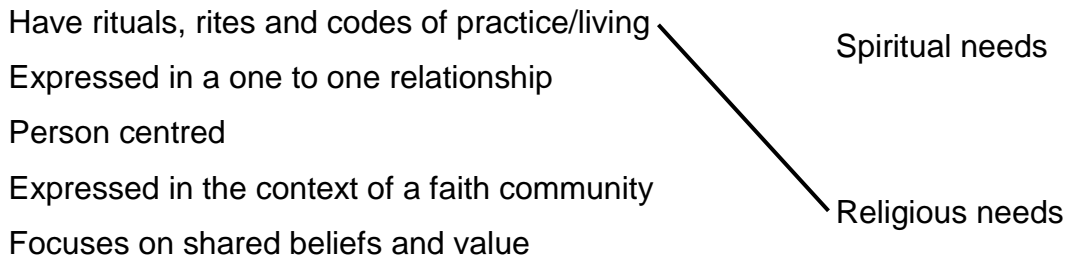 Have rituals, rites and codes of practice/living
Expressed in a one to one relationship
Person centred
Expressed in the context of a faith community
Focuses on shared beliefs and value
Spiritual needs
Religious needs